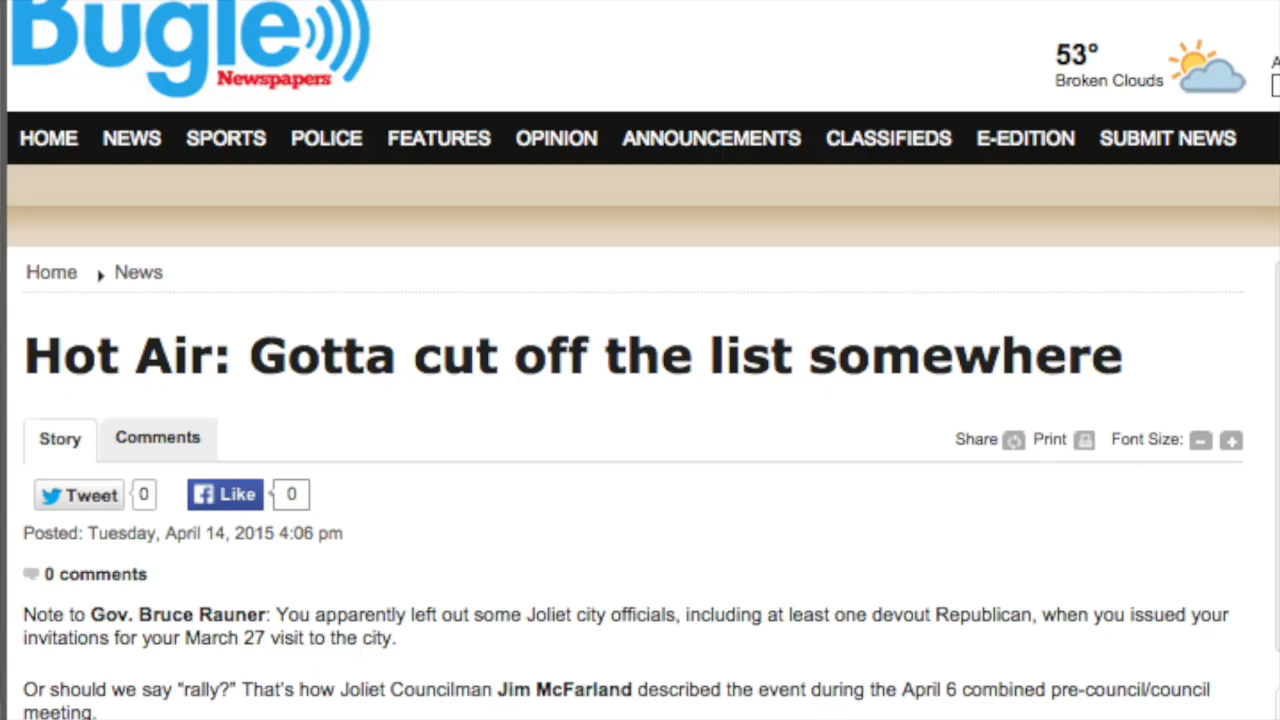 Bugle
Newspapers
53°
Broken Clouds
HOME NEWS SPORTS POLICE FEATURES OPINION ANNOUNCEMENTS CLASSIFIEDS E-EDITION SUBMIT NEWS
Home News
Hot Air: Gotta cut off the list somewhere
Story Comments Share Print Font Size:
Tweet 0 Like 0
Posted: Tuesday, April 14, 2015 4:06 pm
0 comments
Note to Gov. Bruce Rauner: You apparently left out some Joliet city officials, including at least one devout Republican, when you issued your
invitations for your March 27 visit to the city.
Or should we say "rally?" That's how Joliet Councilman Jim McFarland described the event during the April 6 combined pre-council/council
meeting.